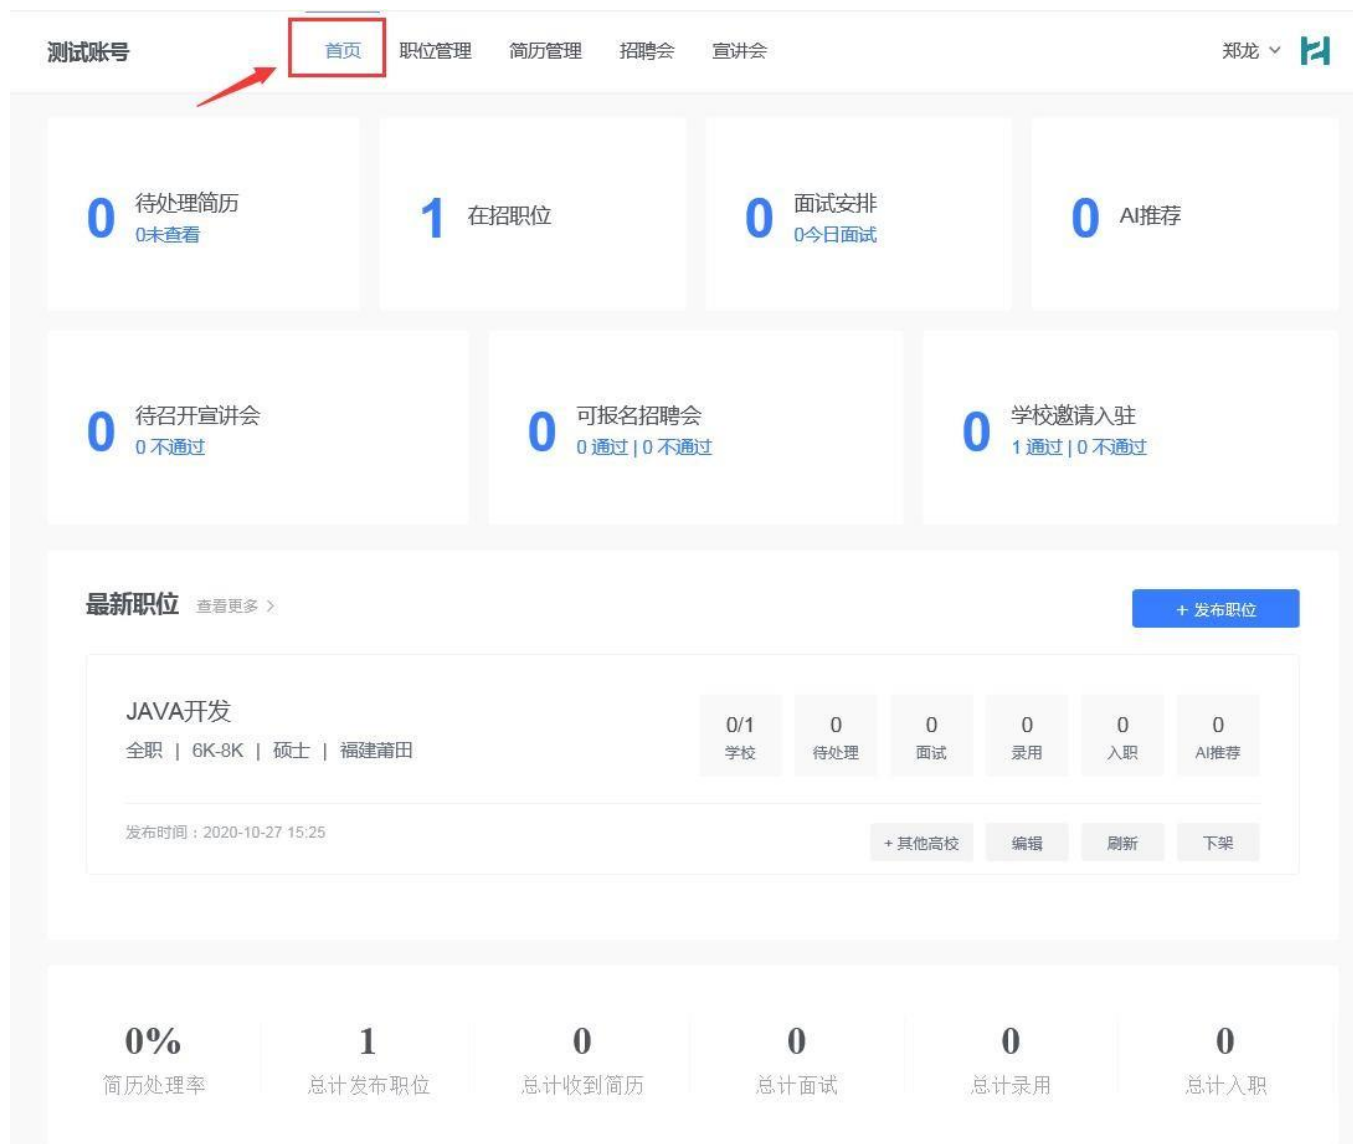 测试账号 首页 职位管理 简历管理 招聘会 宣讲会 郑龙
0 待处理简历 1 在招职位 0 面试安排 0 AI推荐
0未查看 0今日面试
0 待召开宣讲会 0 可报名招聘会 0 学校邀请入驻
0 不通过 0 通过 | 0 不通过 1 通过 | 0 不通过
最新职位 查看更多 > + 发布职位
JAVA开发 0/1 0 0 0 0 0
全职 | 6K-8K | 硕士 | 福建莆田 学校 待处理 面试 录用 入职 AI推荐
发布时间：2020-10-27 15:25 + 其他高校 编辑 刷新 下架
0% 1 0 0 0 0
简历处理率 总计发布职位 总计收到简历 总计面试 总计录用 总计入职